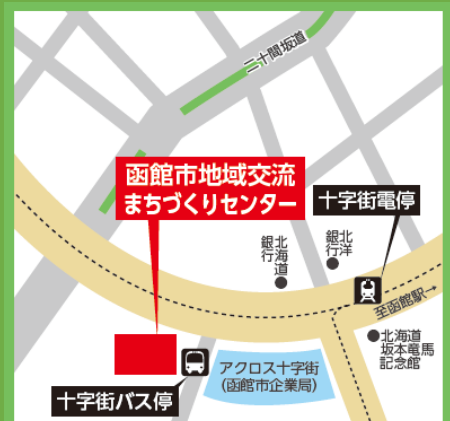 二十間坂道
函館市地域交流
まちづくりセンター
十字街電停
北海道
銀行
北洋
銀行
至函館駅→
北海道
坂本竜馬
記念館
アクロス十字街
(函館市企業局)
十字街バス停